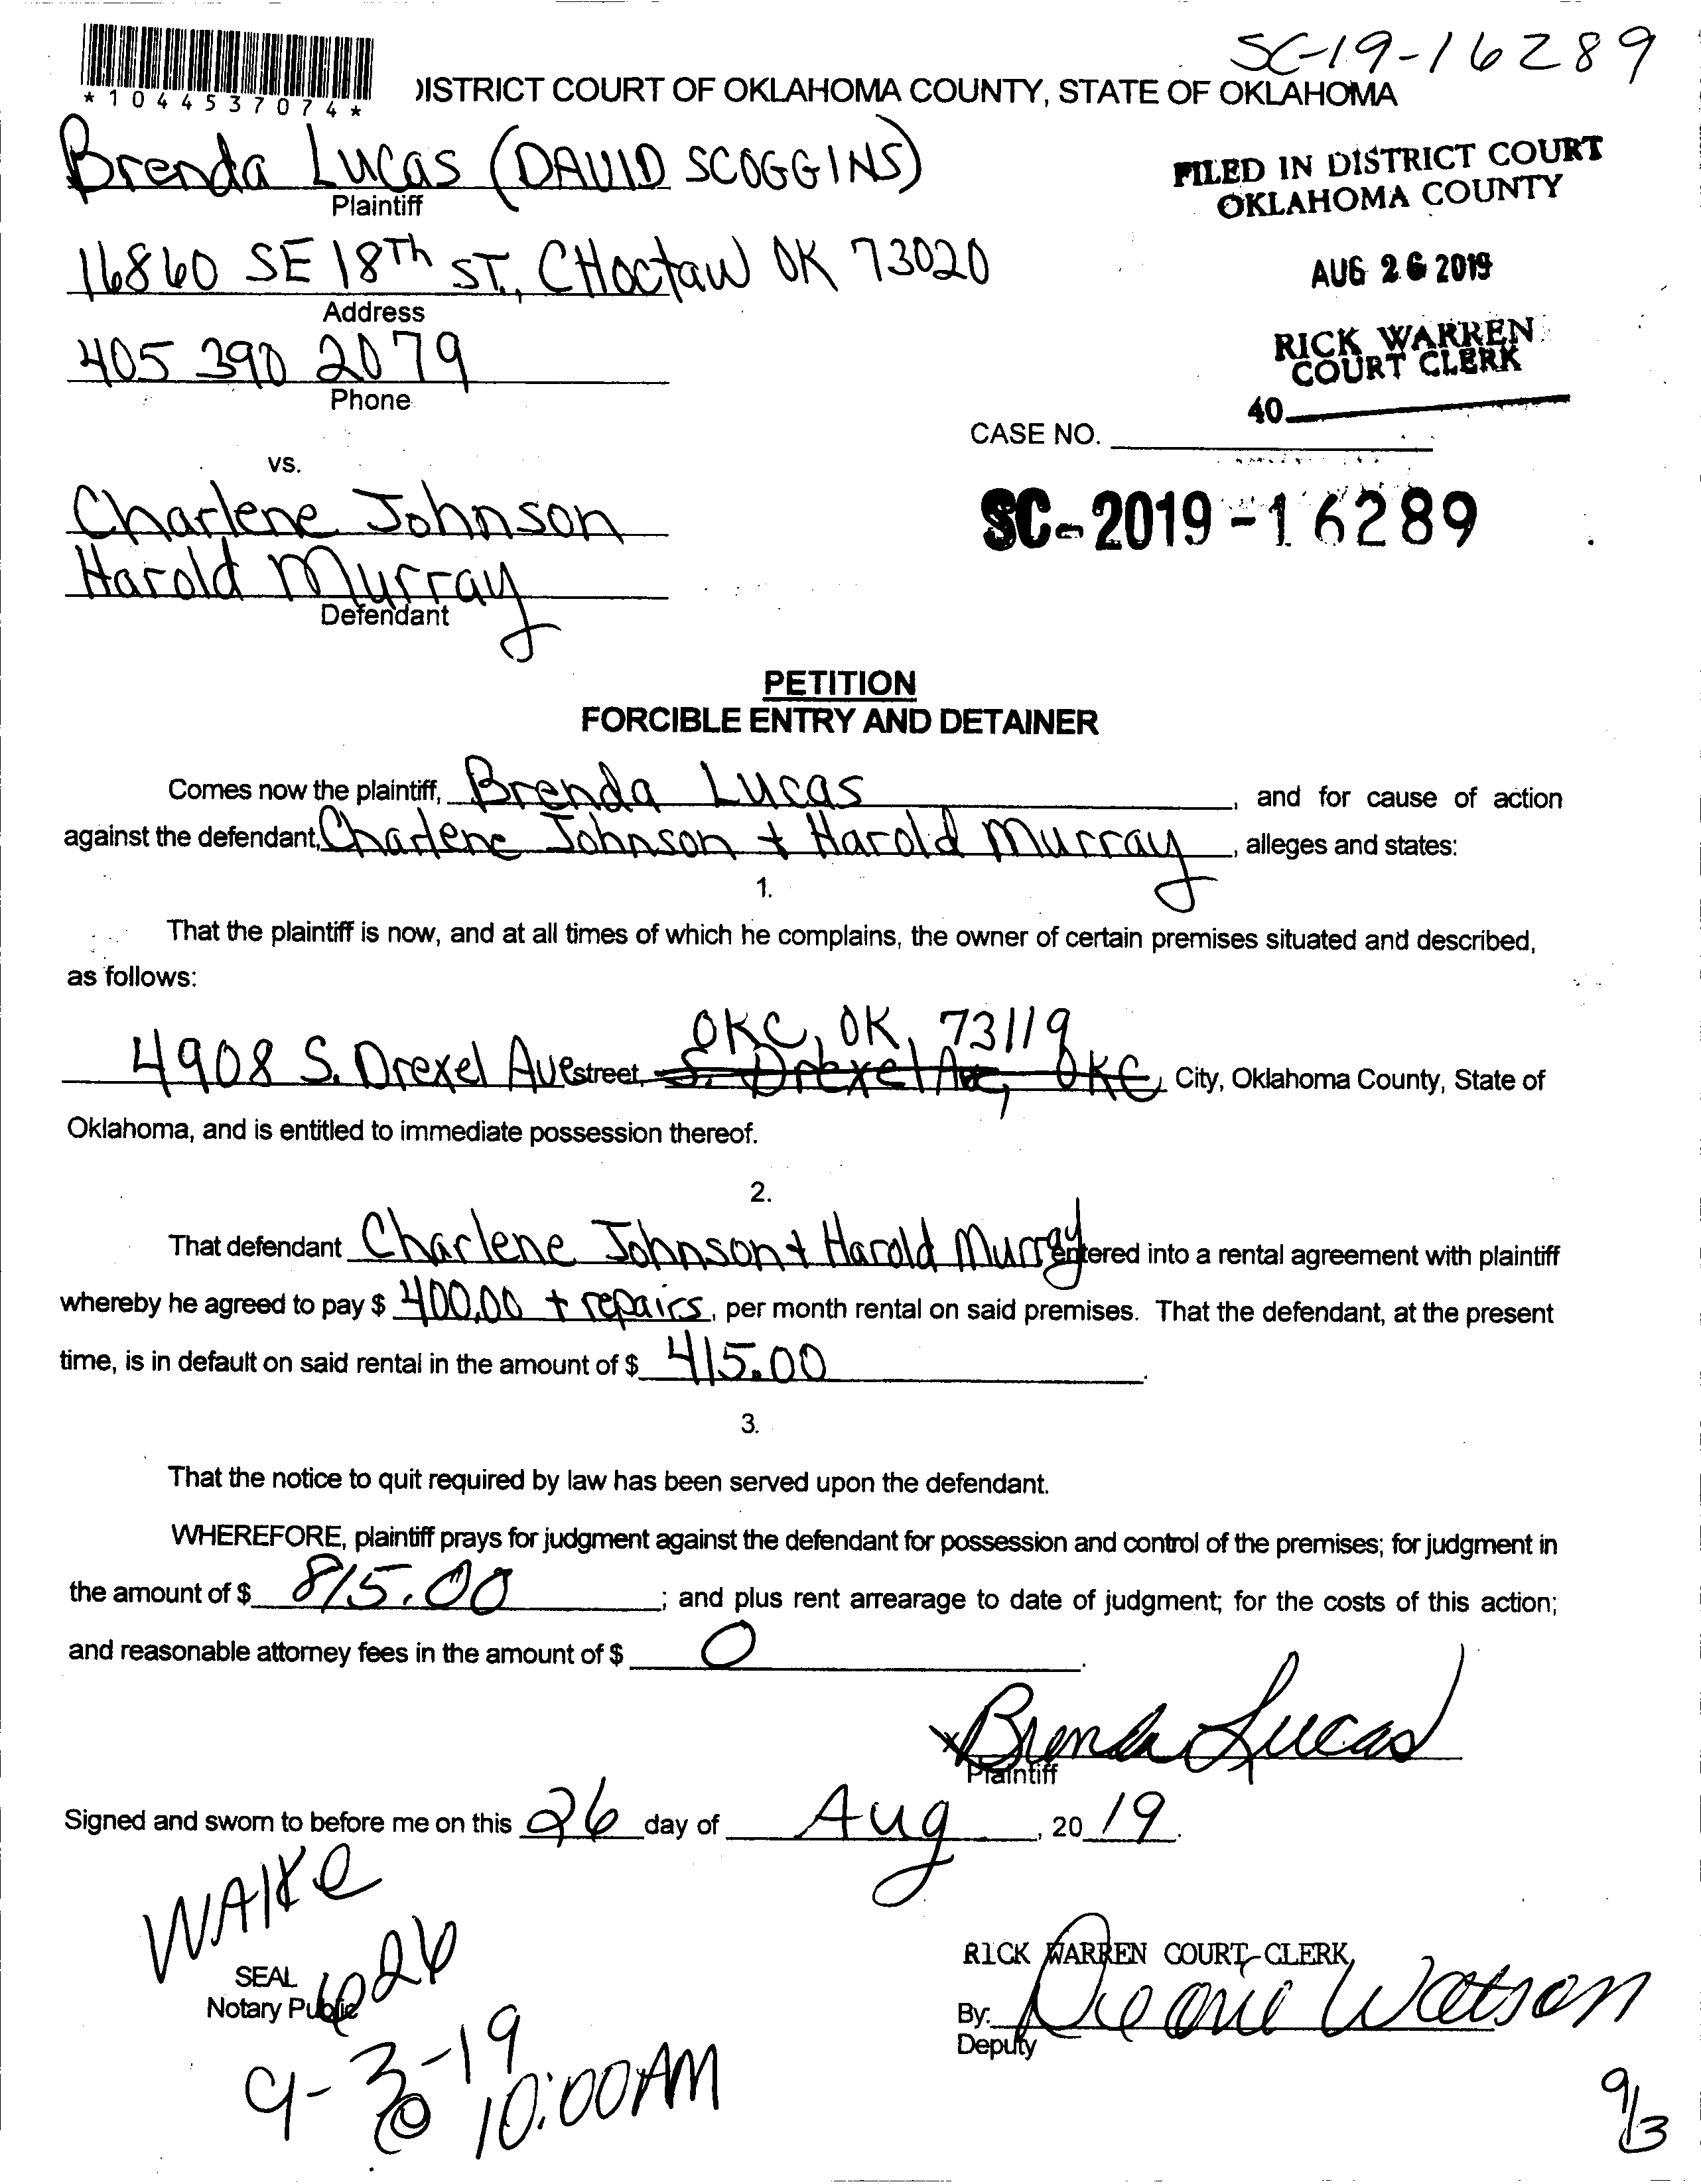 SC-19-16289
*1044537074*
DISTRICT COURT OF OKLAHOMA COUNTY, STATE OF OKLAHOMA
Brenda Lucas (DAVID SCOGGINS)
Plaintiff
FILED IN DISTRICT COURT
OKLAHOMA COUNTY
16860 SE 18Th ST., CHoctaw OK 73020
Address
AUG 26 2019
405 390 2079
Phone
RICK WARREN
COURT CLERK
40
CASE NO.
vs.
Charlene Johnson
SC-2019-16289
Harold Murray
Defendant
PETITION
FORCIBLE ENTRY AND DETAINER
Comes now the plaintiff, Brenda Lucas, and for cause of action
against the defendant, Charlene Johnson + Harold Murray, alleges and states:
1.
That the plaintiff is now, and at all times of which he complains, the owner of certain premises situated and described,
as follows:
OKC, OK, 73119
4908 S. Drexel Ave street, S. Drexel Ave, OKC, City, Oklahoma County, State of
Oklahoma, and is entitled to immediate possession thereof.
2.
That defendant Charlene Johnson + Harold Murray entered into a rental agreement with plaintiff
whereby he agreed to pay $ 400.00 + repairs, per month rental on said premises. That the defendant, at the present
time, is in default on said rental in the amount of $ 415.00.
3.
That the notice to quit required by law has been served upon the defendant.
WHEREFORE, plaintiff prays for judgment against the defendant for possession and control of the premises; for judgment in
the amount of $ 815.00; and plus rent arrearage to date of judgment; for the costs of this action;
and reasonable attorney fees in the amount of $ 0.
x Brenda Lucas
Plaintiff
Signed and sworn to before me on this 26 day of Aug, 2019.
WAlke
626
SEAL
Notary Public
RICK WARREN COURT CLERK
By: Watson
Deputy
9-3-19
@ 10:00AM
9/3